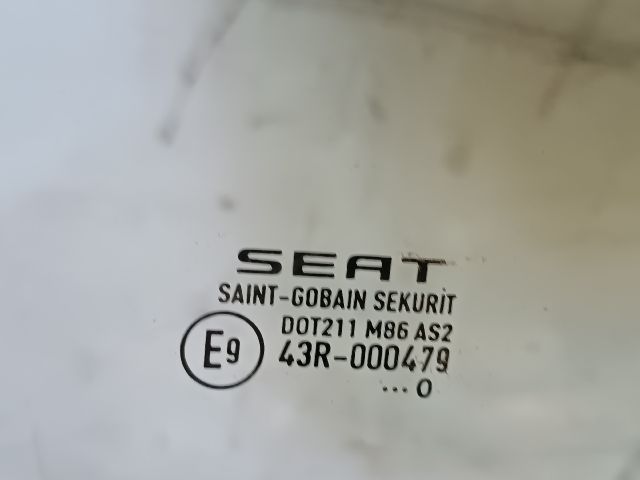 SEAT
SAINT-GOBAIN SEKURIT
DOT211 M86 AS2
E9 43R-000479
... 0